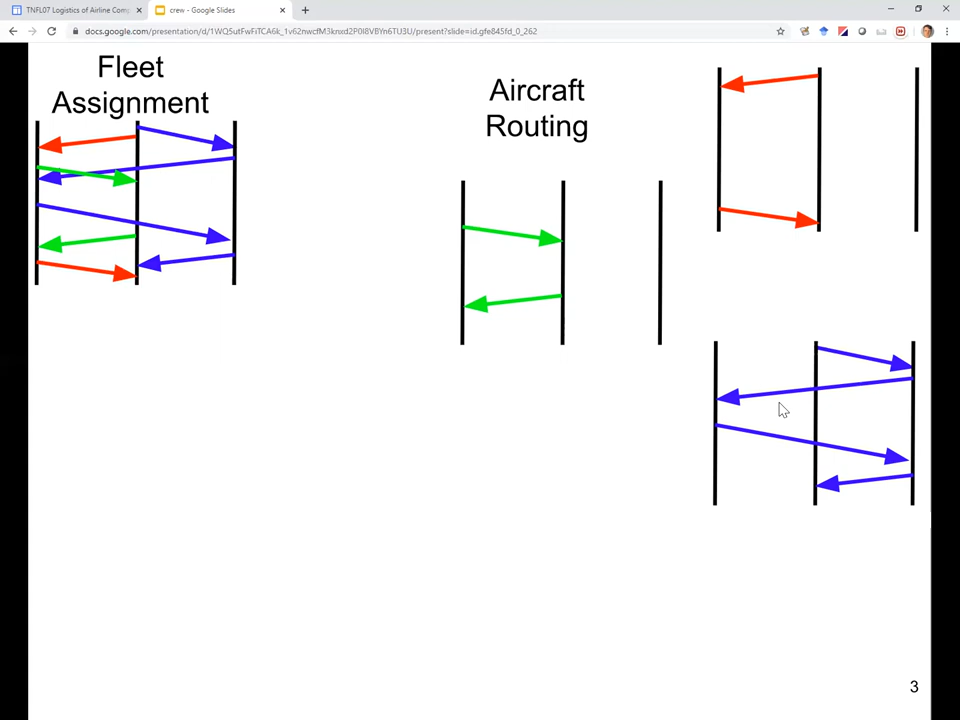 TNFL07 Logistics of Airline Comp
crew - Google Slides
docs.google.com/presentation/d/1WQ5utFwFiTCA6k_1v62nwcfM3knxd2P0I8VBYn6TU3U/present?slide=id.gfe845fd_0_262
Fleet
Assignment
Aircraft
Routing
3